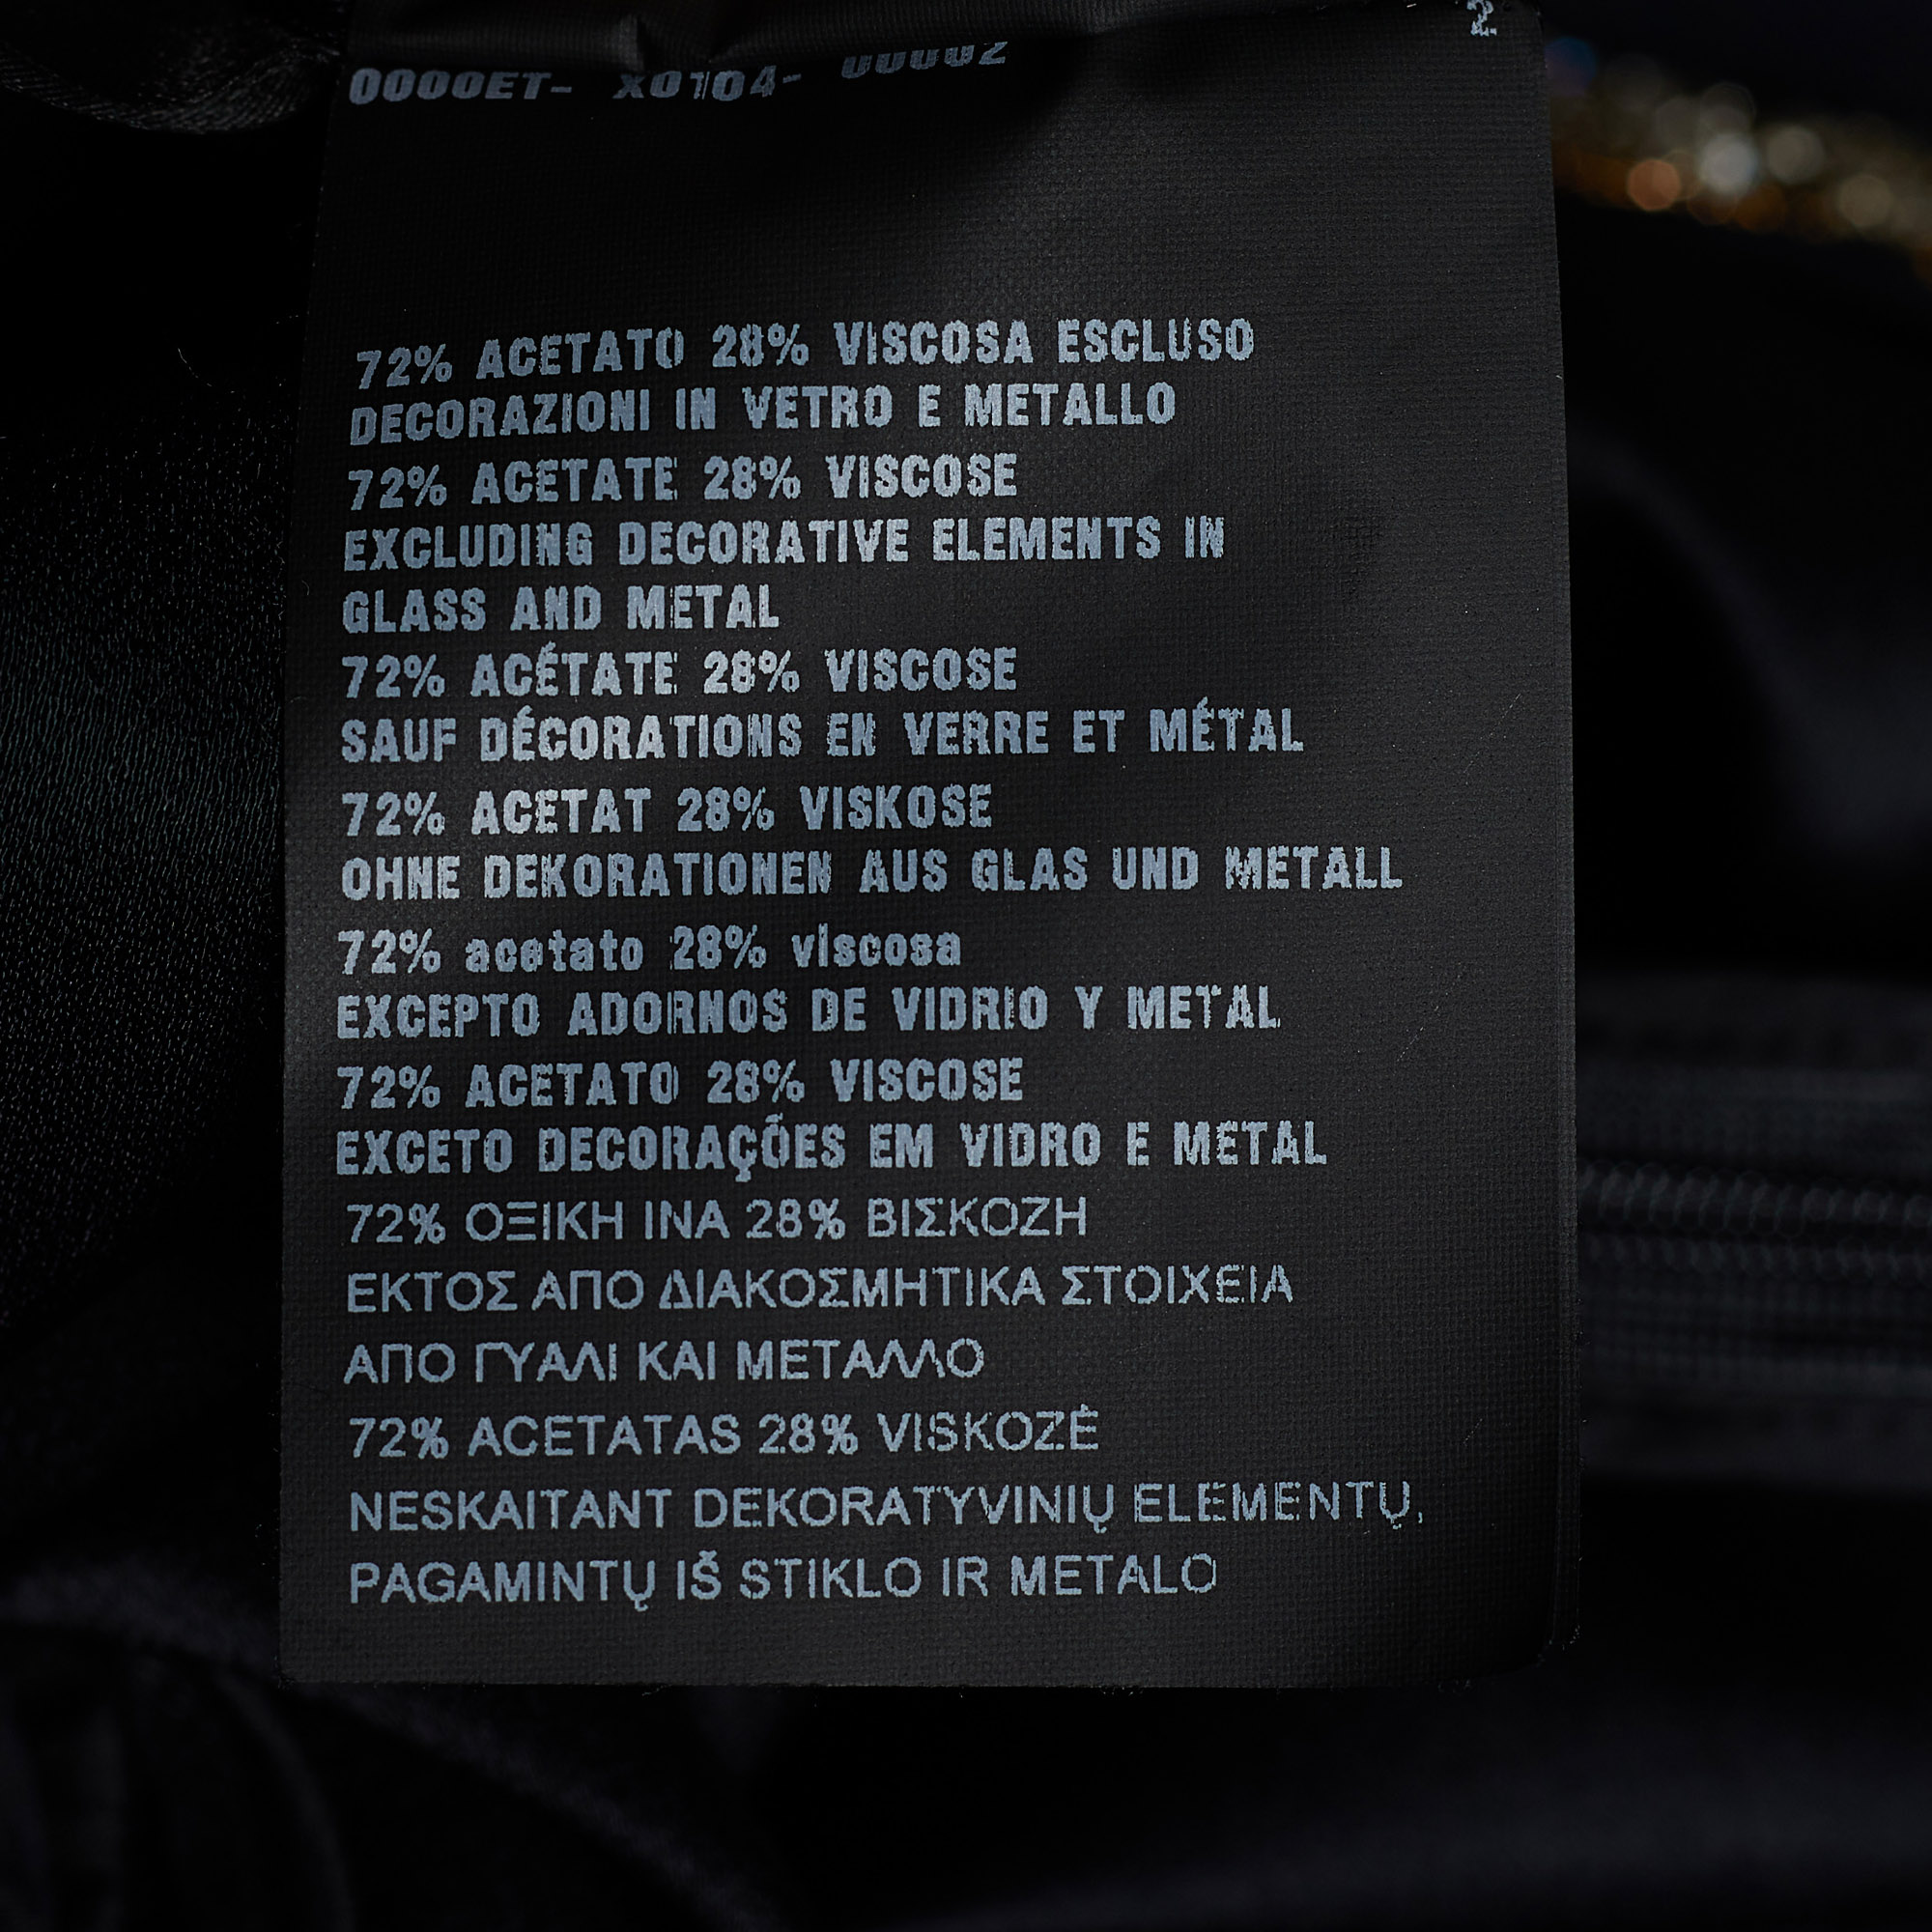 2.
0000ET- X0104- 00002
72% ACETATO 28% VISCOSA ESCLUSO
DECORAZIONI IN VETRO E METALLO
72% ACETATE 28% VISCOSE
EXCLUDING DECORATIVE ELEMENTS IN
GLASS AND METAL
72% ACÉTATE 28% VISCOSE
SAUF DÉCORATIONS EN VERRE ET MÉTAL
72% ACETAT 28% VISKOSE
OHNE DEKORATIONEN AUS GLAS UND METALL
72% acetato 28% viscosa
EXCEPTO ADORNOS DE VIDRIO Y METAL
72% ACETATO 28% VISCOSE
EXCETO DECORAÇÕES EM VIDRO E METAL
72% ΟΞΙΚΗ ΙΝΑ 28% ΒΙΣΚΟΖΗ
ΕΚΤΟΣ ΑΠΟ ΔΙΑΚΟΣΜΗΤΙΚΑ ΣΤΟΙΧΕΙΑ
ΑΠΟ ΓΥΑΛΙ ΚΑΙ ΜΕΤΑΛΛΟ
72% ACETATAS 28% VISKOZĖ
NESKAITANT DEKORATYVINIŲ ELEMENTŲ,
PAGAMINTŲ IŠ STIKLO IR METALO